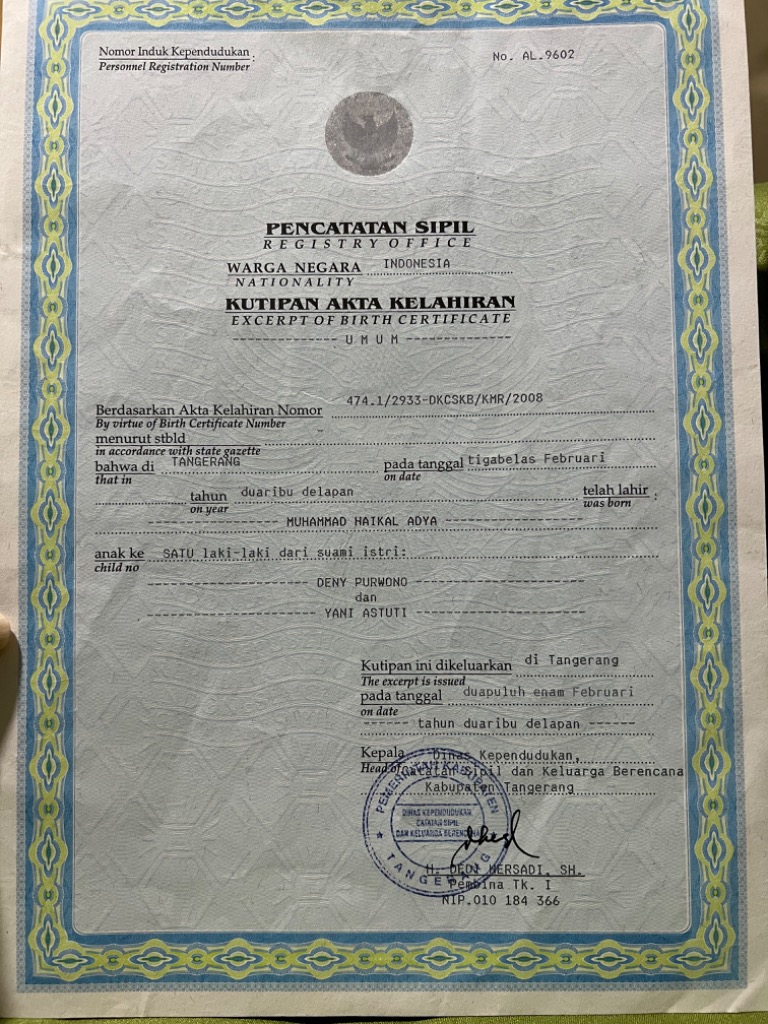 Nomor Induk Kependudukan :
Personnel Registration Number
No. AL.9602
PENCATATAN SIPIL
REGISTRY OFFICE
WARGA NEGARA INDONESIA
NATIONALITY
KUTIPAN AKTA KELAHIRAN
EXCERPT OF BIRTH CERTIFICATE
UMUM
Berdasarkan Akta Kelahiran Nomor 474.1/2933-DKCSKB/KMR/2008
By virtue of Birth Certificate Number
menurut stbld
in accordance with state gazette
bahwa di TANGERANG pada tanggal tigabelas Februari
that in on date
tahun duaribu delapan telah lahir :
on year was born
MUHAMMAD HAIKAL ADYA
anak ke SATU laki-laki dari suami istri:
child no
DENY PURWONO
dan
YANI ASTUTI
Kutipan ini dikeluarkan di Tangerang
The excerpt is issued
pada tanggal duapuluh enam Februari
on date
tahun duaribu delapan
Kepala Dinas Kependudukan,
Head of Catatan Sipil dan Keluarga Berencana
Kabupaten Tangerang
PEMERINTAH KABUPATEN
DINAS KEPENDUDUKAN
CATATAN SIPIL
DAN KELUARGA BERENCANA
TANGERANG
H. DEDI MERSADI, SH.
Pembina Tk. I
NIP.010 184 366